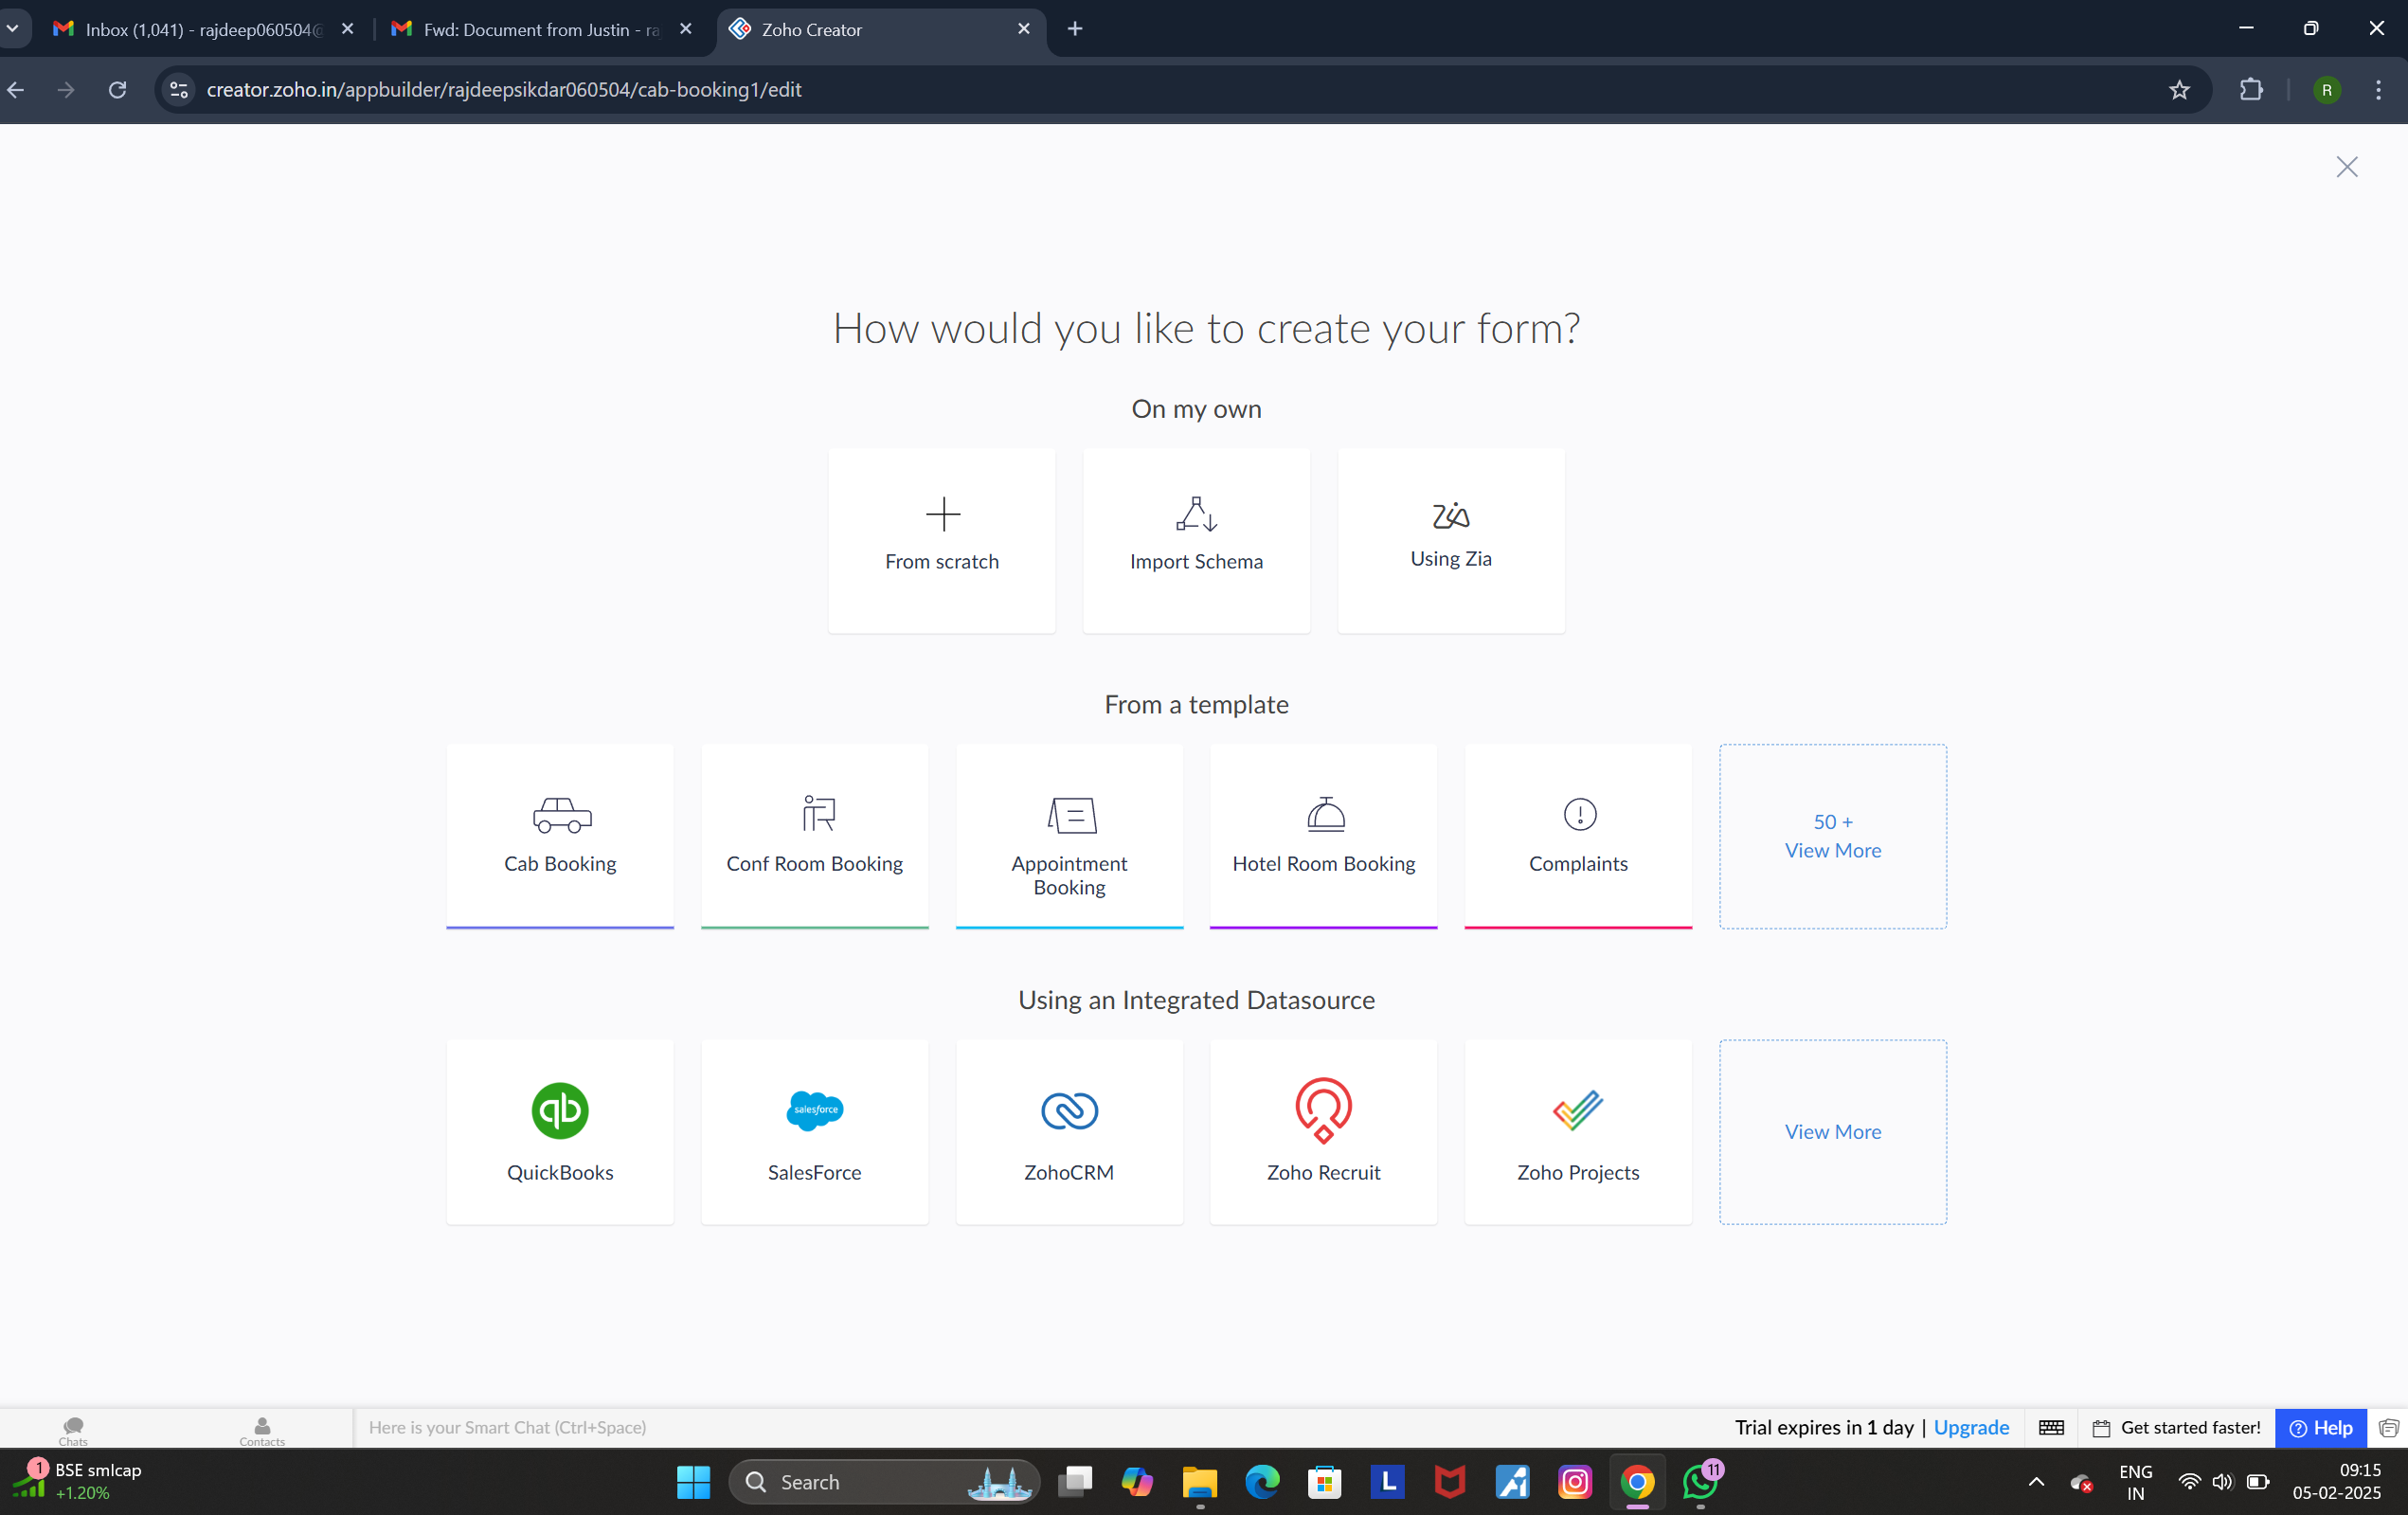 Inbox (1,041) - rajdeep060504@
Fwd: Document from Justin - ra
Zoho Creator
creator.zoho.in/appbuilder/rajdeepsikdar060504/cab-booking1/edit
R
How would you like to create your form?
On my own
From scratch
Import Schema
Using Zia
From a template
Cab Booking
Conf Room Booking
Appointment
Booking
Hotel Room Booking
Complaints
50 +
View More
Using an Integrated Datasource
qb
QuickBooks
salesforce
SalesForce
ZohoCRM
Zoho Recruit
Zoho Projects
View More
Chats
Contacts
Here is your Smart Chat (Ctrl+Space)
Trial expires in 1 day | Upgrade
Get started faster!
Help
1
BSE smlcap
+1.20%
Search
L
11
ENG
IN
09:15
05-02-2025